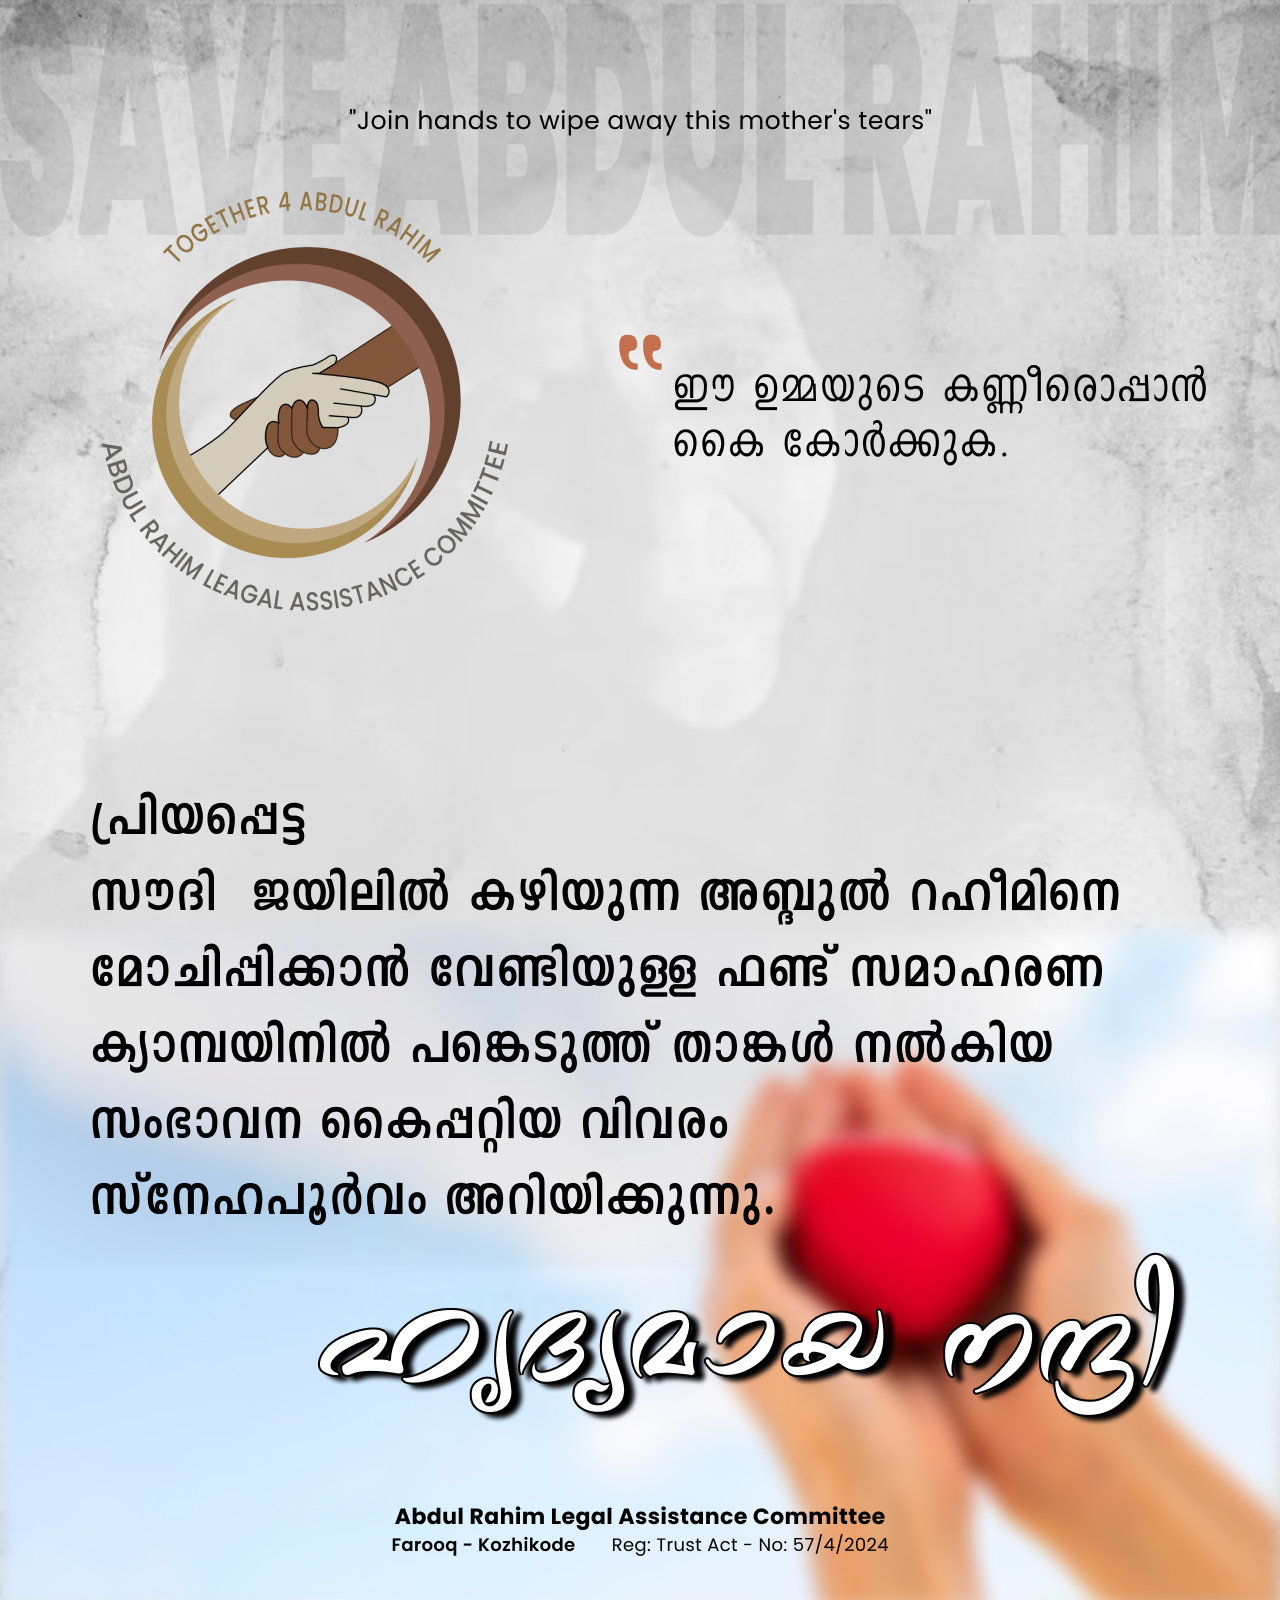 SAVE ABDUL RAHIM
"Join hands to wipe away this mother's tears"
TOGETHER 4 ABDUL RAHIM
ABDUL RAHIM LEAGAL ASSISTANCE COMMITTEE
“ഈ ഉമ്മയുടെ കണ്ണീരൊപ്പാൻ
കൈ കോർക്കുക.
പ്രിയപ്പെട്ട
സൗദി ജയിലിൽ കഴിയുന്ന അബ്ദുൽ റഹീമിനെ
മോചിപ്പിക്കാൻ വേണ്ടിയുള്ള ഫണ്ട് സമാഹരണ
ക്യാമ്പയിനിൽ പങ്കെടുത്ത് താങ്കൾ നൽകിയ
സംഭാവന കൈപ്പറ്റിയ വിവരം
സ്നേഹപൂർവം അറിയിക്കുന്നു.
ഹൃദ്യമായ നന്ദി
Abdul Rahim Legal Assistance Committee
Farooq - Kozhikode Reg: Trust Act - No: 57/4/2024